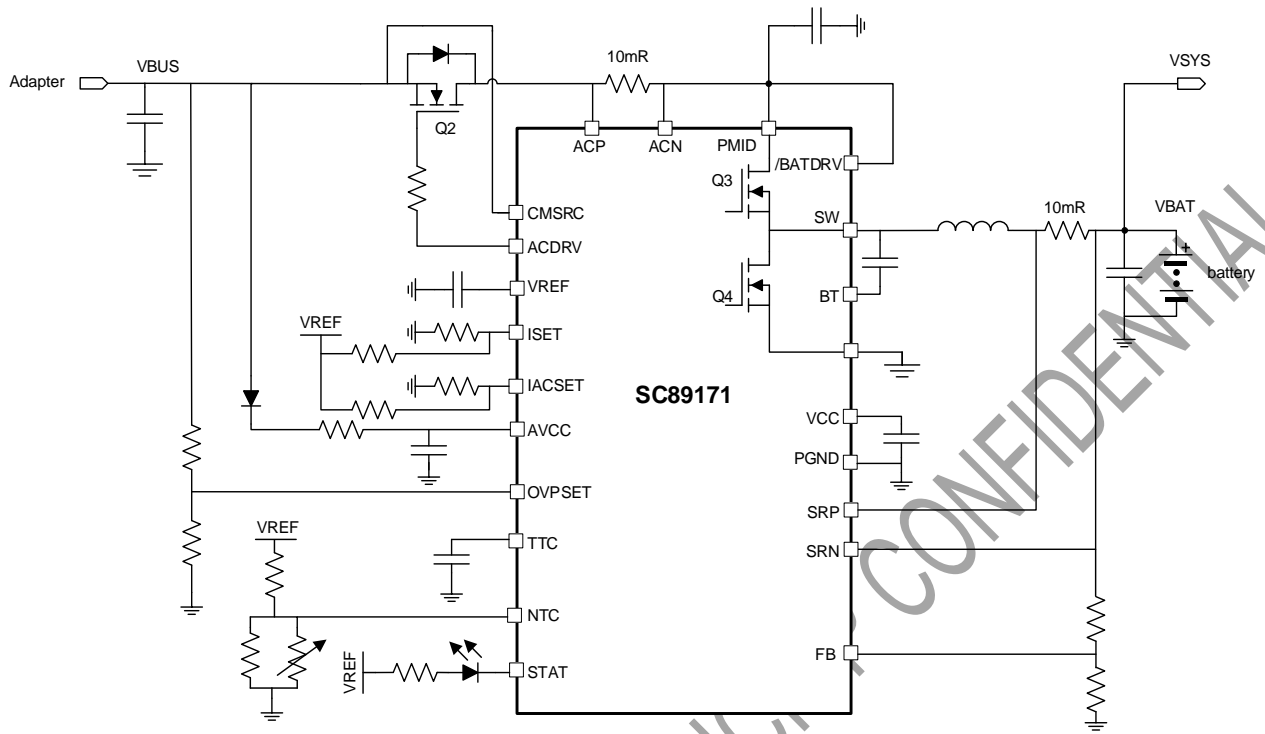 10mR
Adapter
VBUS
VSYS
Q2
ACP
ACN
PMID
/BATDRV
Q3
CMSRC
SW
10mR
VBAT
ACDRV
+
battery
VREF
Q4
BT
VREF
ISET
IACSET
SC89171
AVCC
VCC
PGND
OVPSET
SRP
VREF
TTC
SRN
NTC
VREF
STAT
FB
CONFIDENTIAL